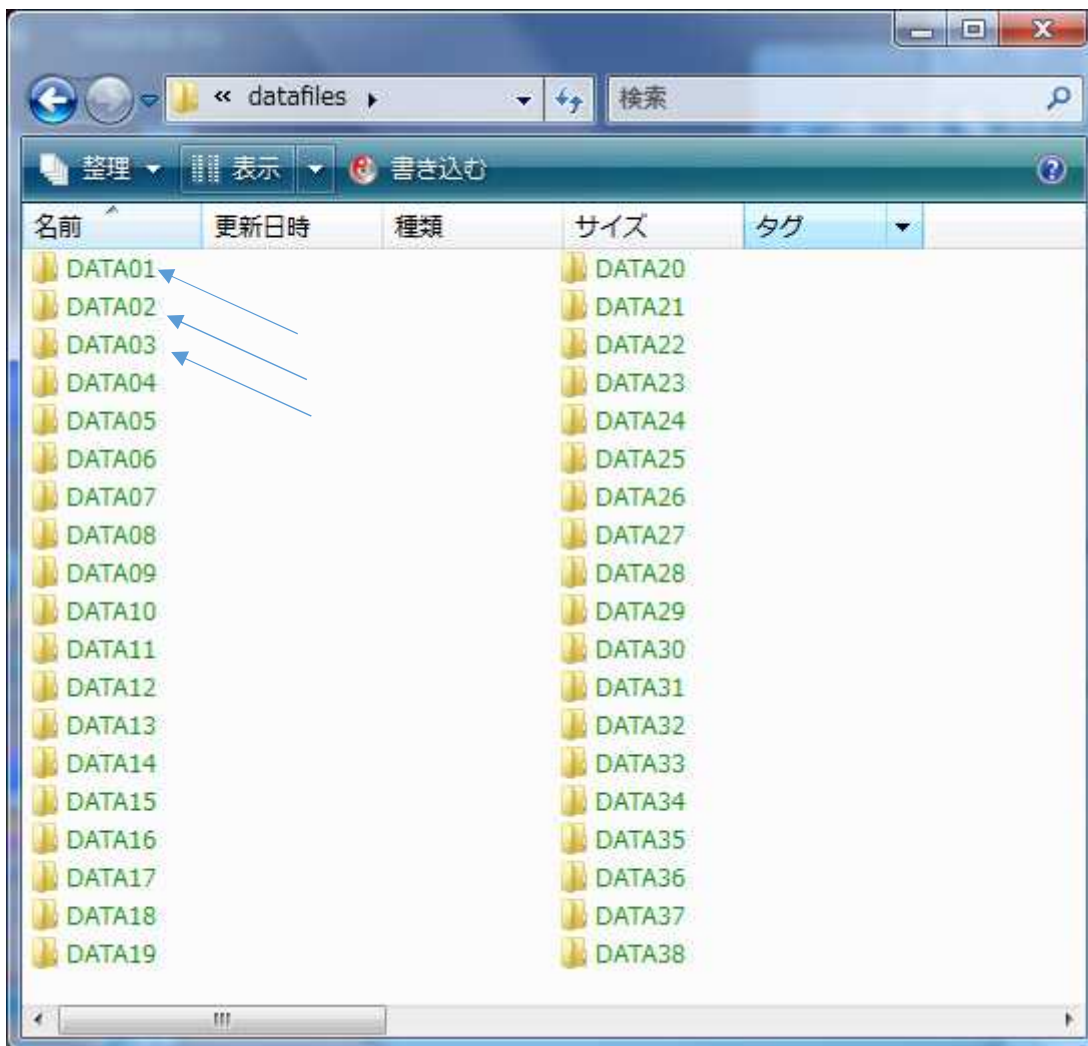 « datafiles
検索
整理 表示 書き込む
名前 更新日時 種類 サイズ タグ
DATA01 DATA20
DATA02 DATA21
DATA03 DATA22
DATA04 DATA23
DATA05 DATA24
DATA06 DATA25
DATA07 DATA26
DATA08 DATA27
DATA09 DATA28
DATA10 DATA29
DATA11 DATA30
DATA12 DATA31
DATA13 DATA32
DATA14 DATA33
DATA15 DATA34
DATA16 DATA35
DATA17 DATA36
DATA18 DATA37
DATA19 DATA38